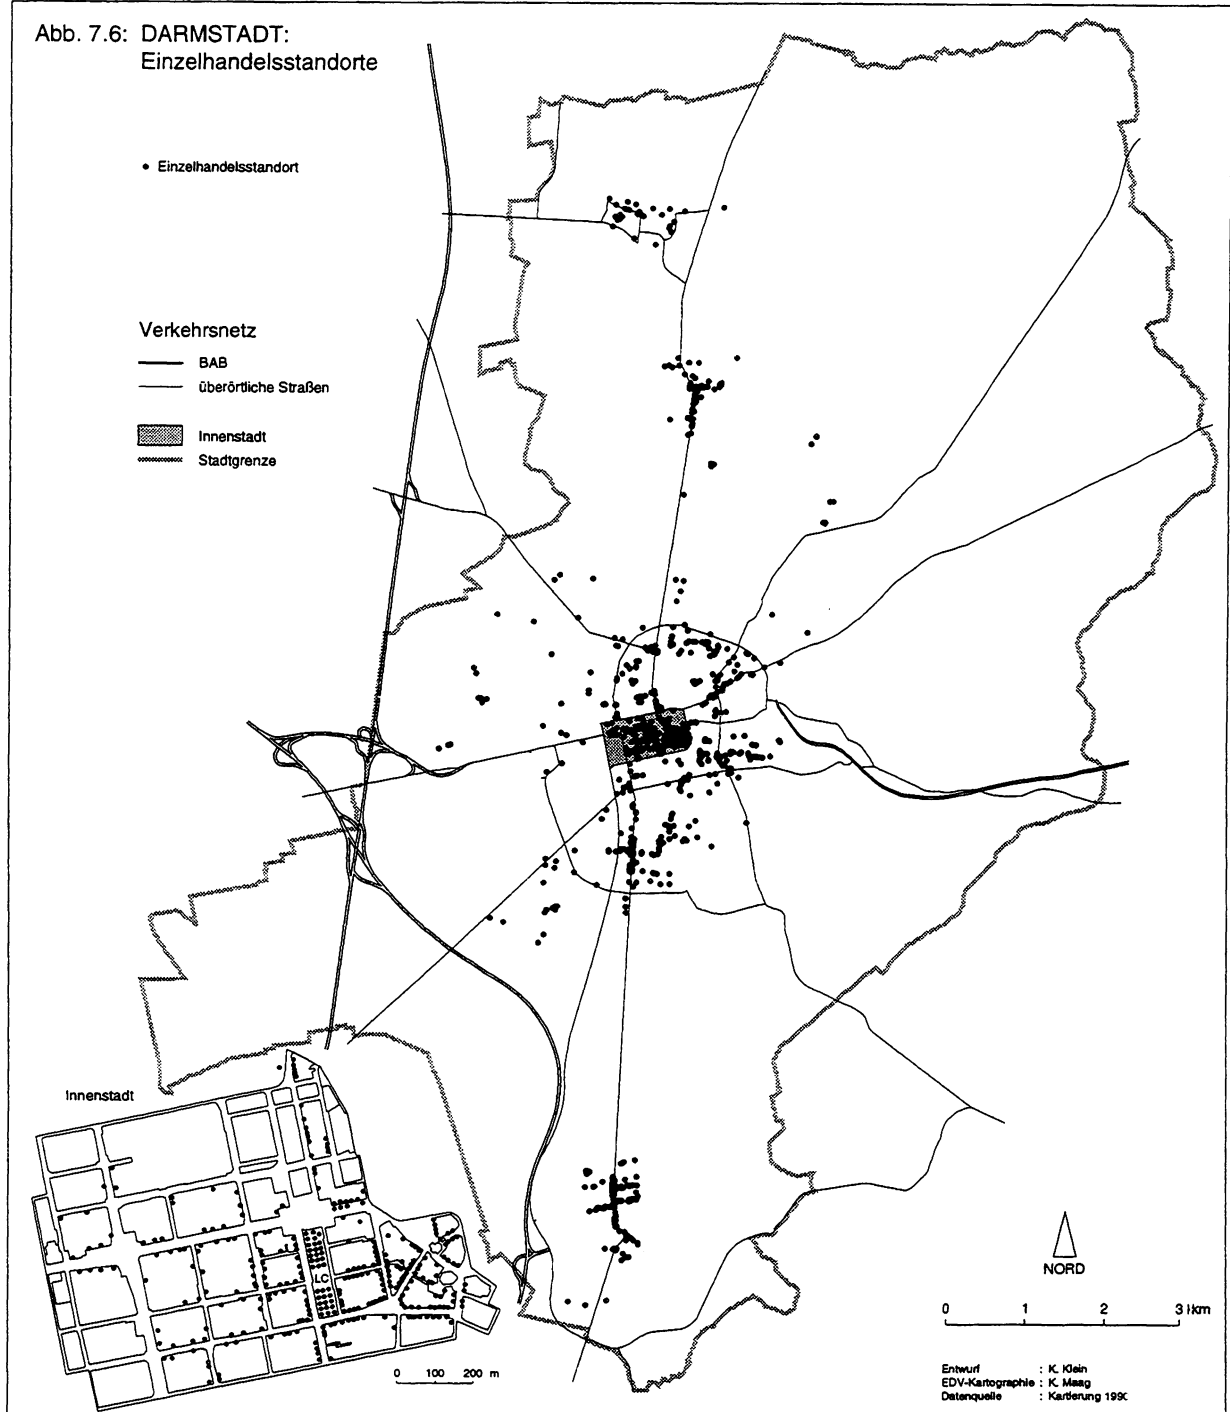 Abb. 7.6: DARMSTADT:
Einzelhandelsstandorte
Einzelhandelsstandort
Verkehrsnetz
BAB
überörtliche Straßen
Innenstadt
Stadtgrenze
Innenstadt
LC
0 100 200 m
NORD
0 1 2 3 km
Entwurf : K. Klein
EDV-Kartographie : K. Maag
Datenquelle : Kartierung